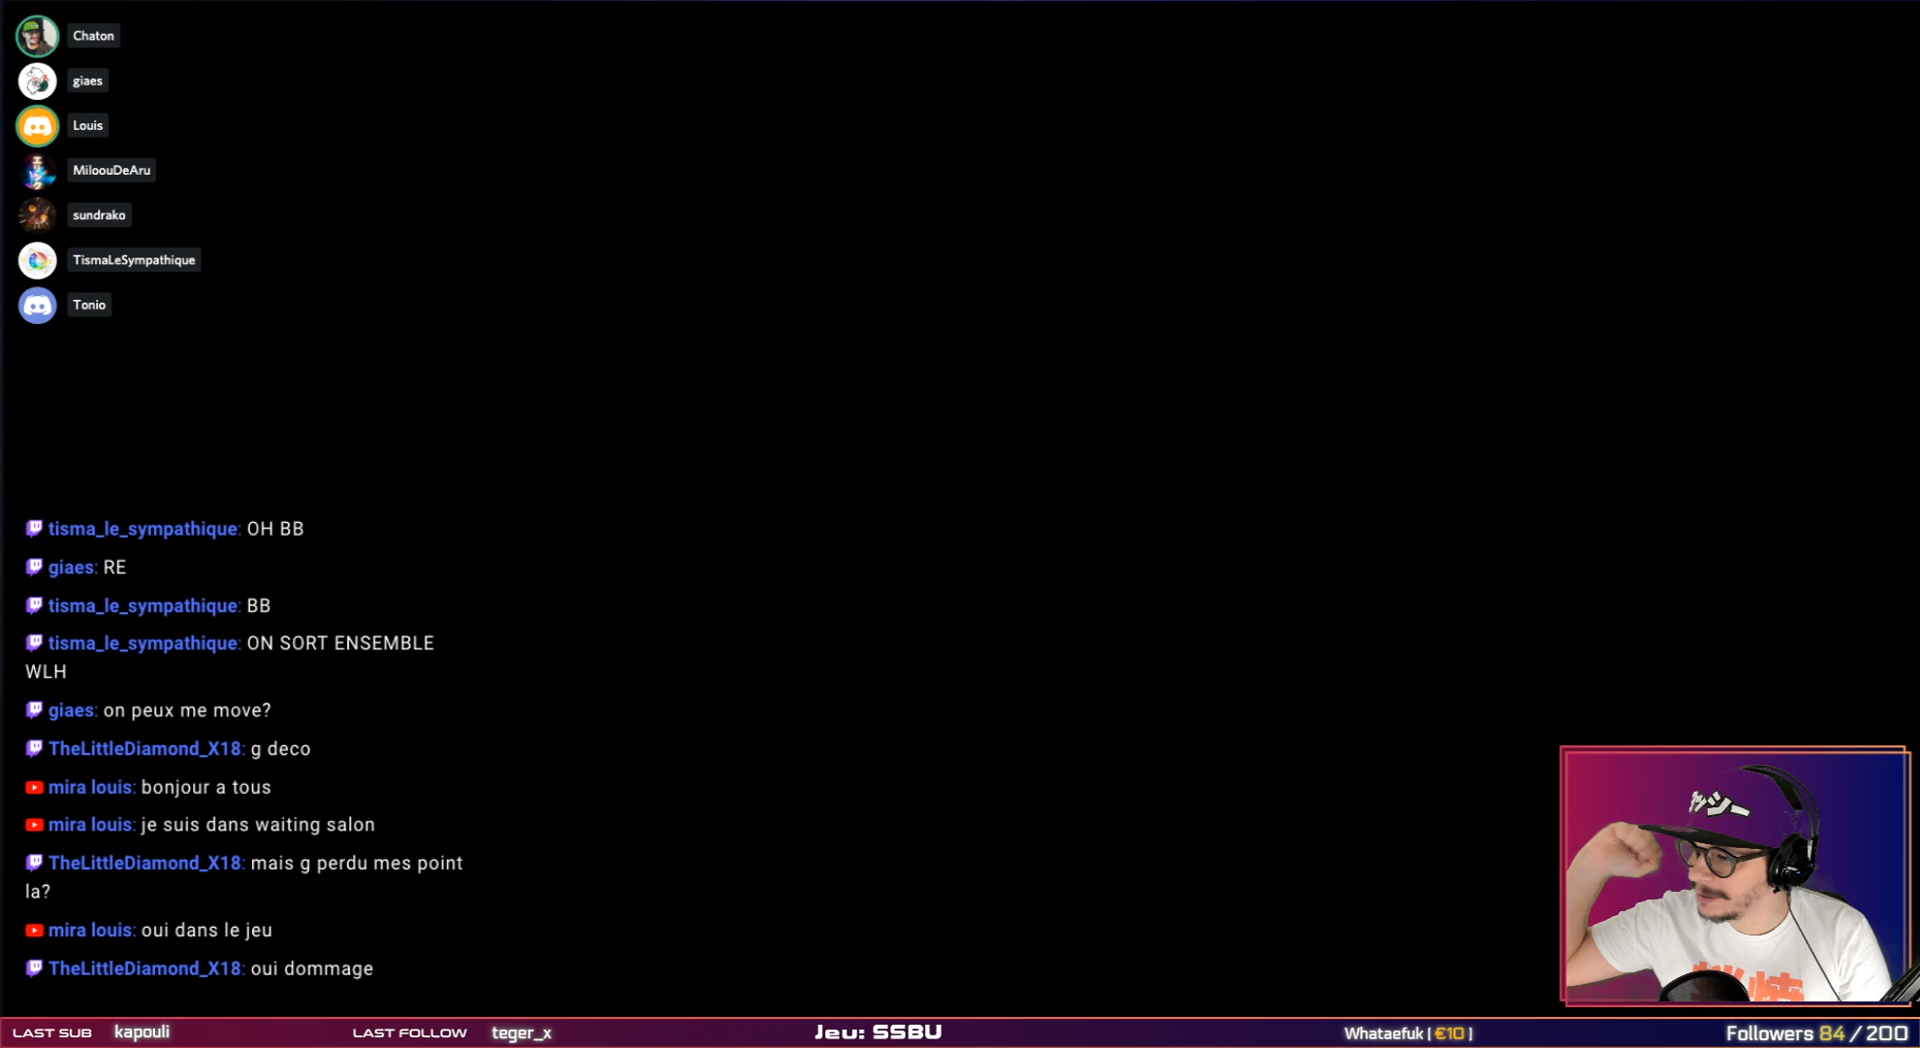 Chaton
giaes
Louis
MiloouDeAru
sundrako
TismaLeSympathique
Tonio
tisma_le_sympathique: OH BB
giaes: RE
tisma_le_sympathique: BB
tisma_le_sympathique: ON SORT ENSEMBLE
WLH
giaes: on peux me move?
TheLittleDiamond_X18: g deco
mira louis: bonjour a tous
mira louis: je suis dans waiting salon
TheLittleDiamond_X18: mais g perdu mes point
la?
mira louis: oui dans le jeu
TheLittleDiamond_X18: oui dommage
LAST SUB kapouli LAST FOLLOW teger_x Jeu: SSBU Whataefuk [ €10 ] Followers 84 / 200